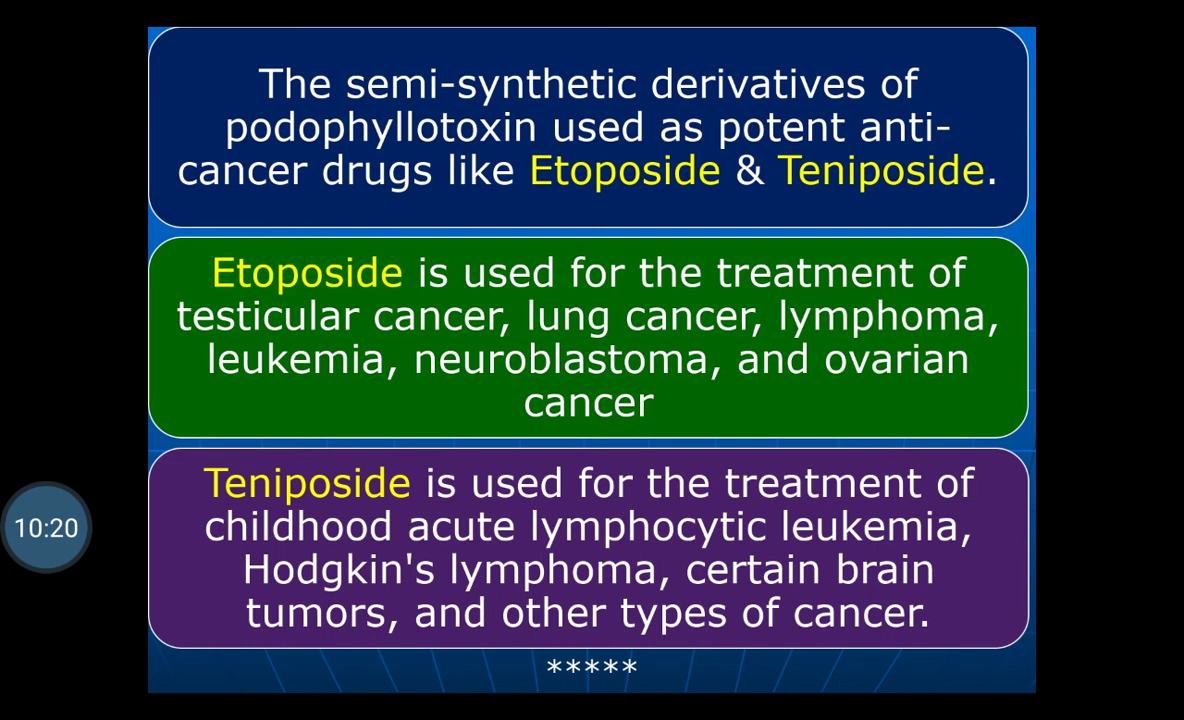 The semi-synthetic derivatives of
podophyllotoxin used as potent anti-
cancer drugs like Etoposide & Teniposide.
Etoposide is used for the treatment of
testicular cancer, lung cancer, lymphoma,
leukemia, neuroblastoma, and ovarian
cancer
Teniposide is used for the treatment of
childhood acute lymphocytic leukemia,
Hodgkin's lymphoma, certain brain
tumors, and other types of cancer.
*****
10:20